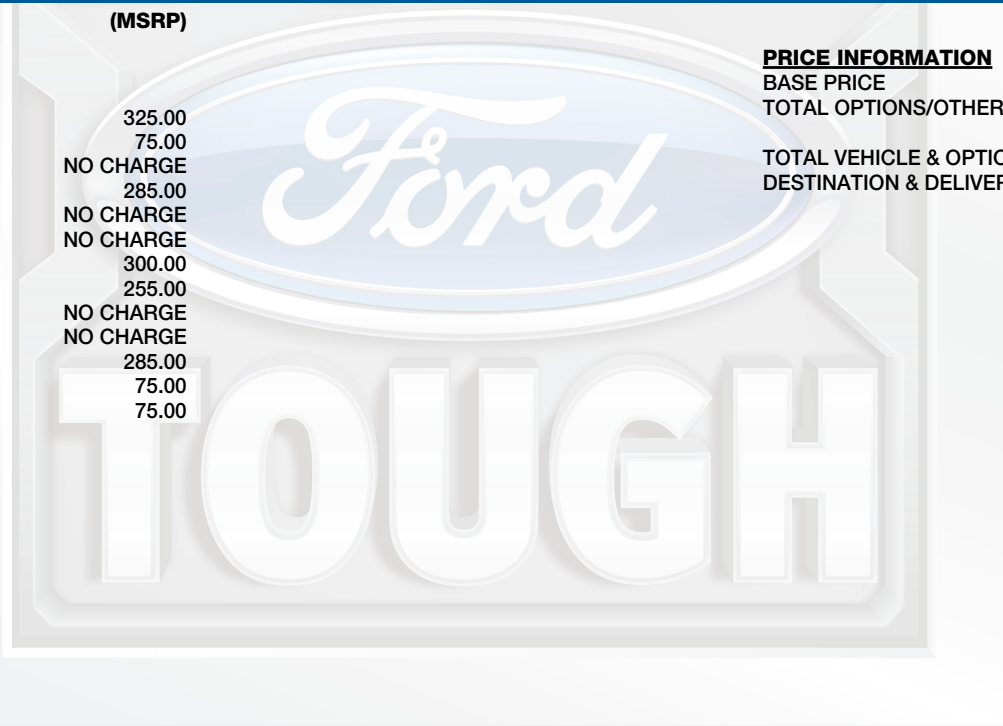 (MSRP)
325.00
75.00
NO CHARGE
285.00
NO CHARGE
NO CHARGE
300.00
255.00
NO CHARGE
NO CHARGE
285.00
75.00
75.00
PRICE INFORMATION
BASE PRICE
TOTAL OPTIONS/OTHER
TOTAL VEHICLE & OPTIO
DESTINATION & DELIVER
Ford
TOUGH